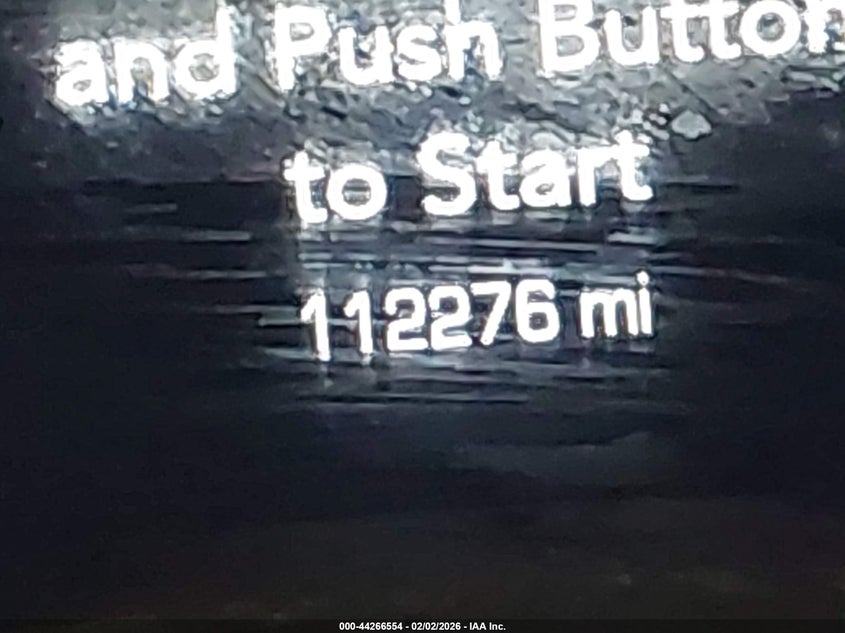 and Push Button
to Start
112276 mi
000-44266554 - 02/02/2026 - IAA Inc.